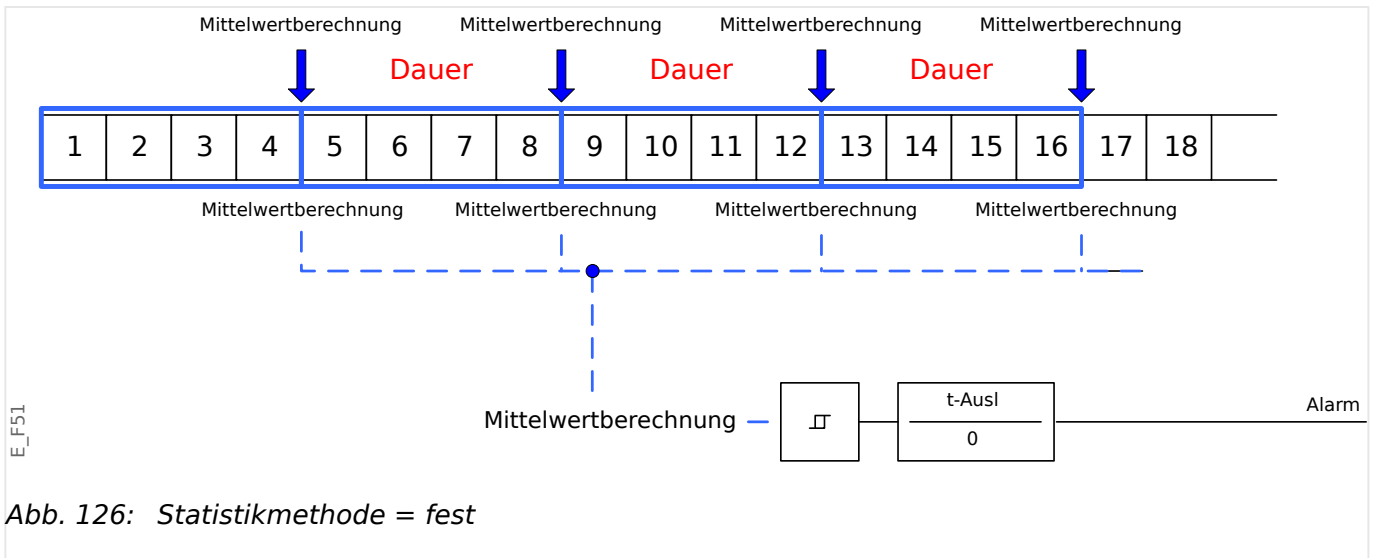 Mittelwertberechnung Mittelwertberechnung Mittelwertberechnung Mittelwertberechnung
Dauer Dauer Dauer
1 2 3 4 5 6 7 8 9 10 11 12 13 14 15 16 17 18
Mittelwertberechnung Mittelwertberechnung Mittelwertberechnung Mittelwertberechnung
t-Ausl
Mittelwertberechnung
0
Alarm
E_F51
Abb. 126: Statistikmethode = fest